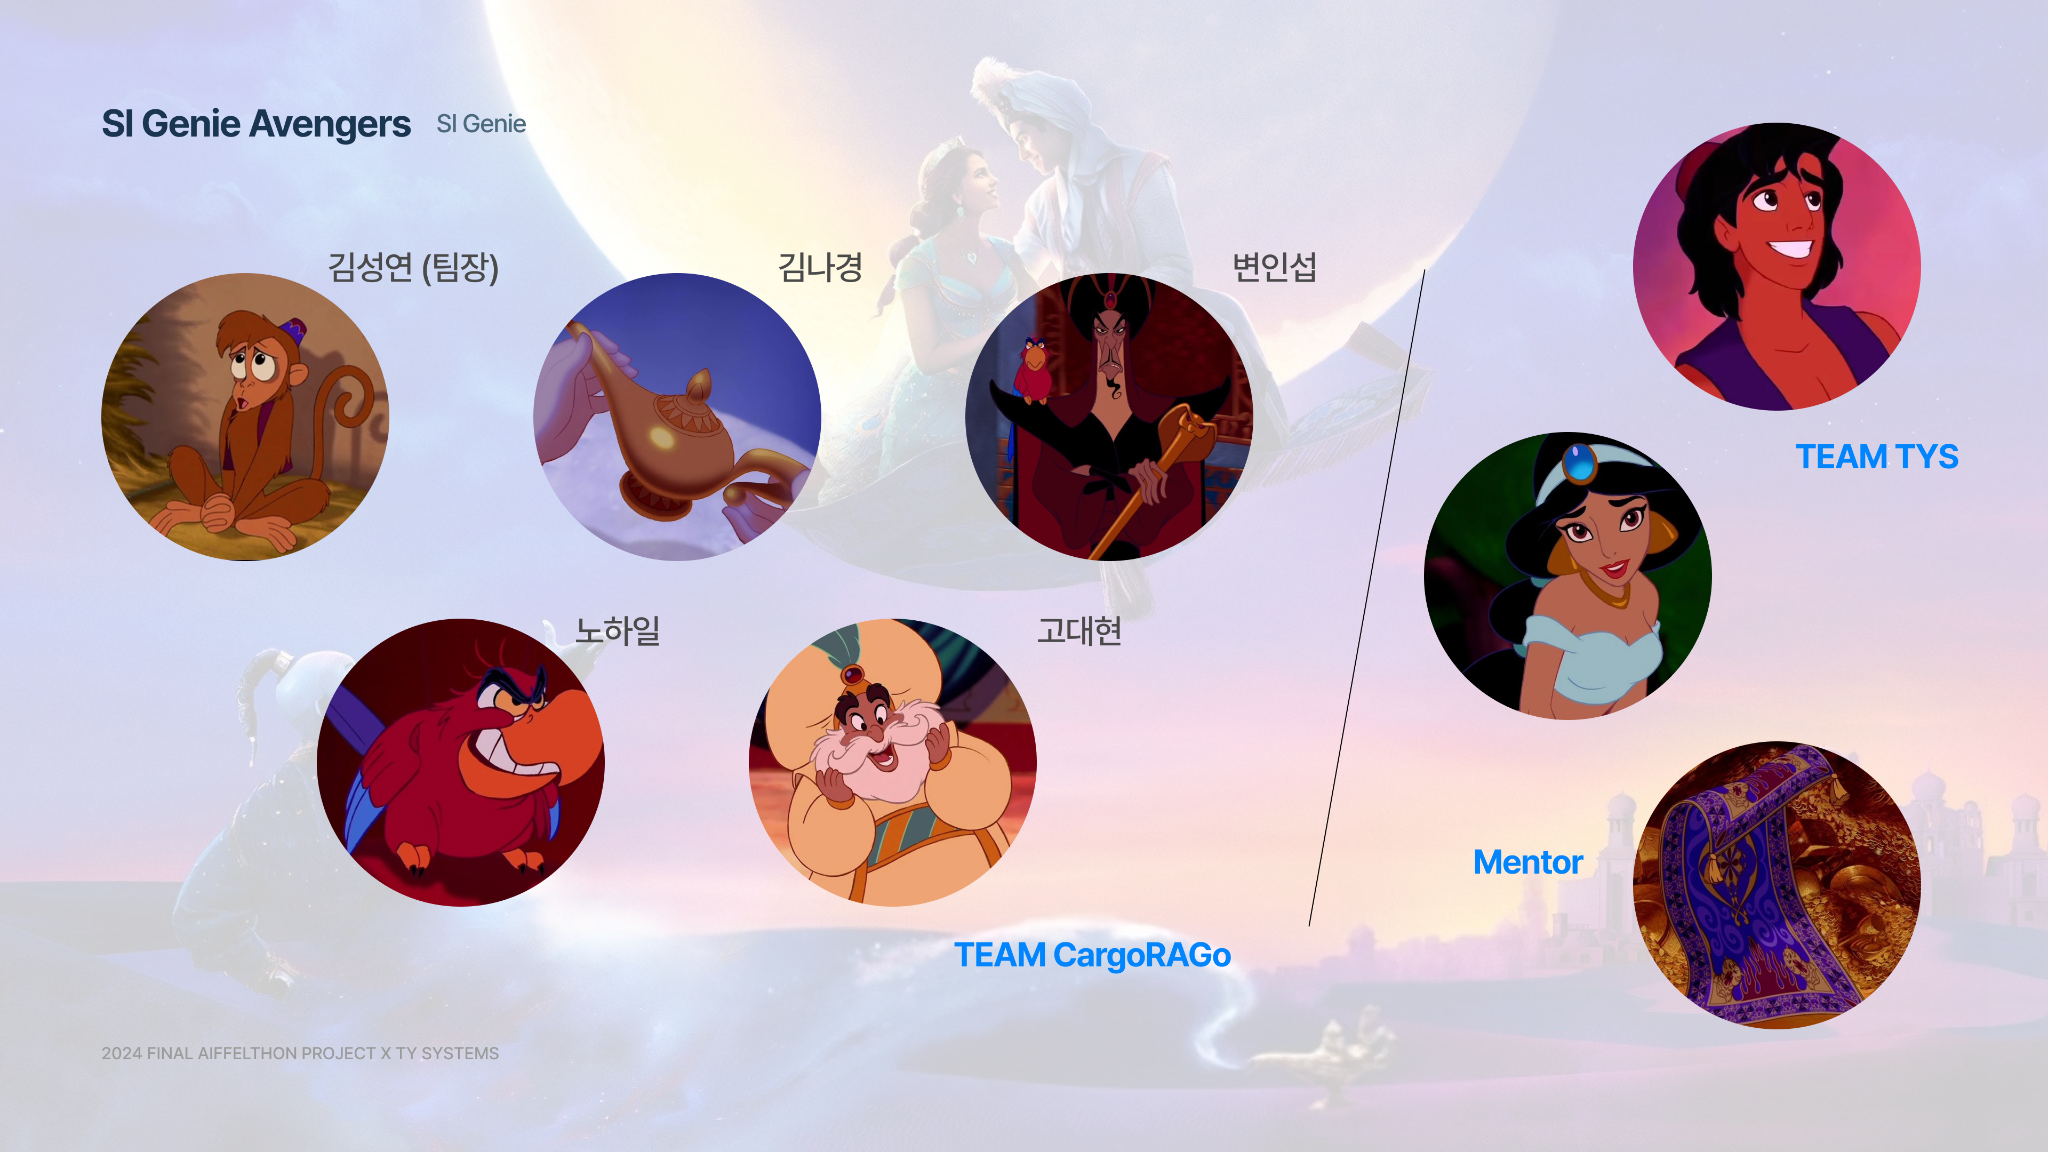 SI Genie Avengers SI Genie
김성연 (팀장)
김나경
변인섭
노하일
고대현
TEAM CargoRAGo
TEAM TYS
Mentor
2024 FINAL AIFFELTHON PROJECT X TY SYSTEMS